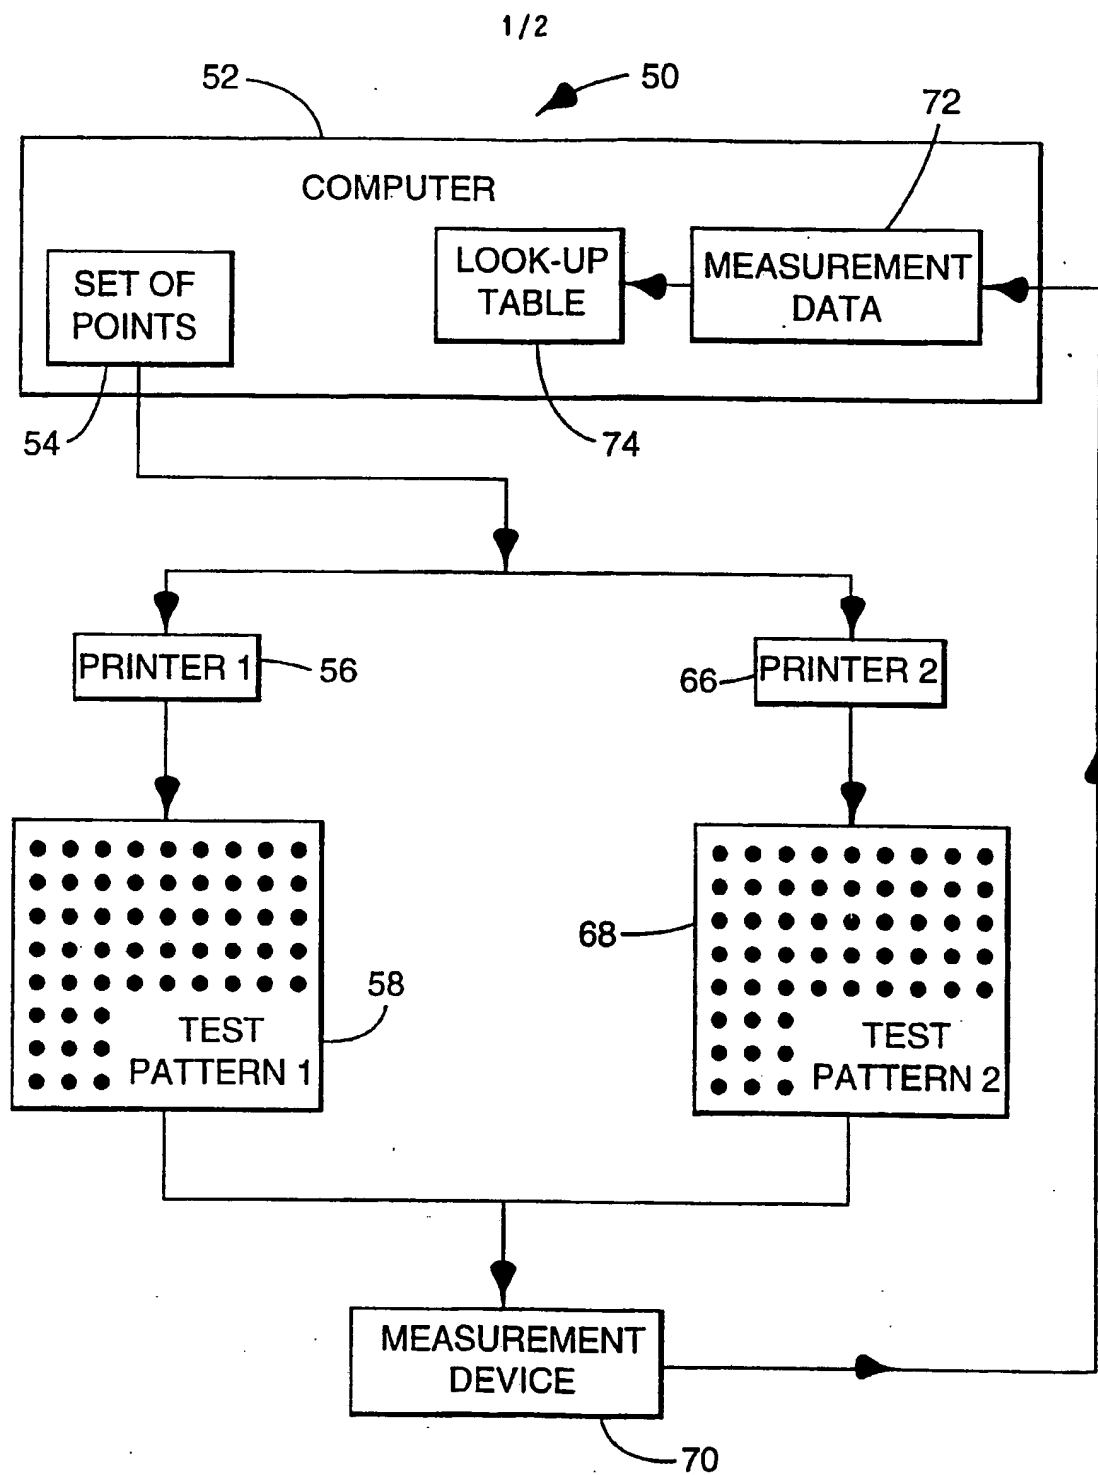 1/2
52
50
72
COMPUTER
SET OF
POINTS
LOOK-UP
TABLE
MEASUREMENT
DATA
54
74
PRINTER 1
56
66
PRINTER 2
58
68
TEST
PATTERN 1
TEST
PATTERN 2
MEASUREMENT
DEVICE
70